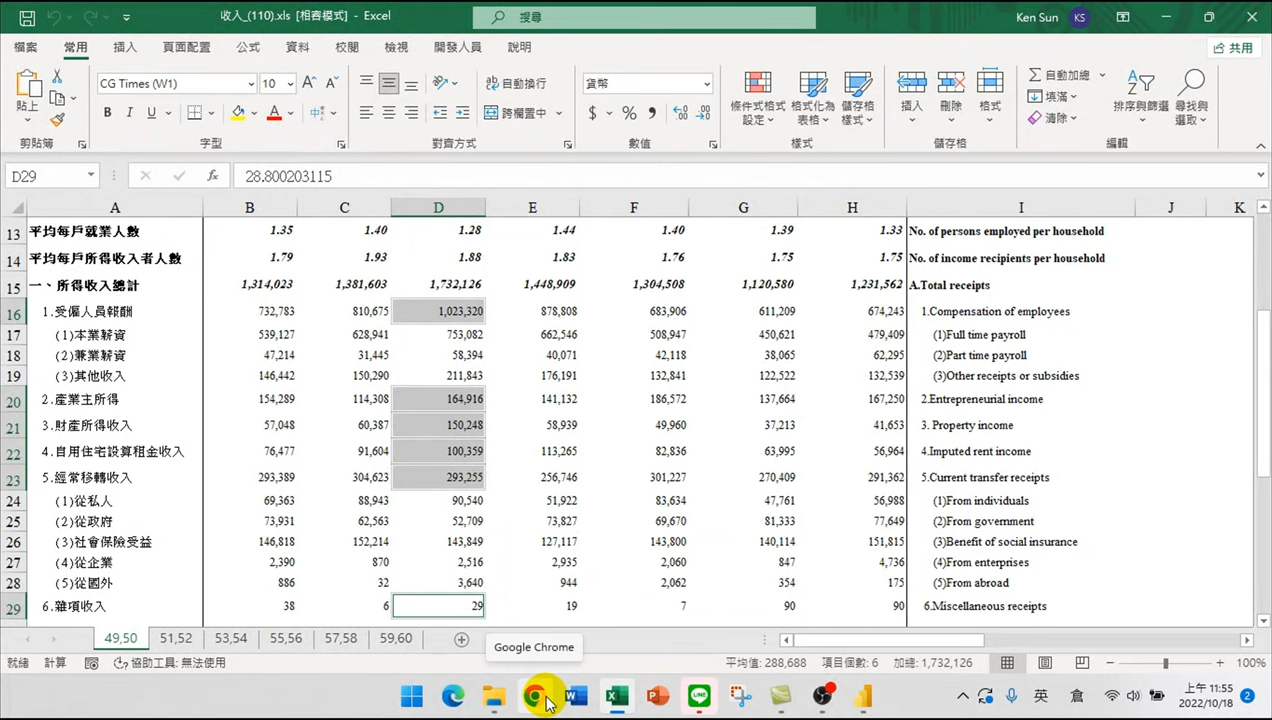 收入_(110).xls [相容模式] - Excel
搜尋
Ken Sun KS
檔案 常用 插入 頁面配置 公式 資料 校閱 檢視 開發人員 說明 共用
貼上
CG Times (W1) 10
B I U
自動換行
跨欄置中
貨幣
$ % ,
條件式格式設定 格式化為表格 儲存格樣式
插入 刪除 格式
自動加總
填滿
清除
排序與篩選 尋找與選取
剪貼簿 字型 對齊方式 數值 樣式 儲存格 編輯
D29 fx 28.800203115
A B C D E F G H I J K
13 平均每戶就業人數 1.35 1.40 1.28 1.44 1.40 1.39 1.33 No. of persons employed per household
14 平均每戶所得收入者人數 1.79 1.93 1.88 1.83 1.76 1.75 1.75 No. of income recipients per household
15 一、所得收入總計 1,314,023 1,381,603 1,732,126 1,448,909 1,304,508 1,120,580 1,231,562 A.Total receipts
16 1.受僱人員報酬 732,783 810,675 1,023,320 878,808 683,906 611,209 674,243 1.Compensation of employees
17 (1)本業薪資 539,127 628,941 753,082 662,546 508,947 450,621 479,409 (1)Full time payroll
18 (2)兼業薪資 47,214 31,445 58,394 40,071 42,118 38,065 62,295 (2)Part time payroll
19 (3)其他收入 146,442 150,290 211,843 176,191 132,841 122,522 132,539 (3)Other receipts or subsidies
20 2.產業主所得 154,289 114,308 164,916 141,132 186,572 137,664 167,250 2.Entrepreneurial income
21 3.財產所得收入 57,048 60,387 150,248 58,939 49,960 37,213 41,653 3. Property income
22 4.自用住宅設算租金收入 76,477 91,604 100,359 113,265 82,836 63,995 56,964 4.Imputed rent income
23 5.經常移轉收入 293,389 304,623 293,255 256,746 301,227 270,409 291,362 5.Current transfer receipts
24 (1)從私人 69,363 88,943 90,540 51,922 83,634 47,761 56,988 (1)From individuals
25 (2)從政府 73,931 62,563 52,709 73,827 69,670 81,333 77,649 (2)From government
26 (3)社會保險受益 146,818 152,214 143,849 127,117 143,800 140,114 151,815 (3)Benefit of social insurance
27 (4)從企業 2,390 870 2,516 2,935 2,060 847 4,736 (4)From enterprises
28 (5)從國外 886 32 3,640 944 2,062 354 175 (5)From abroad
29 6.雜項收入 38 6 29 19 7 90 90 6.Miscellaneous receipts
49,50 51,52 53,54 55,56 57,58 59,60
Google Chrome
就緒 計算 協助工具: 無法使用 平均值: 288,688 項目個數: 6 加總: 1,732,126 100%
英 倉 上午 11:55
2022/10/18 2